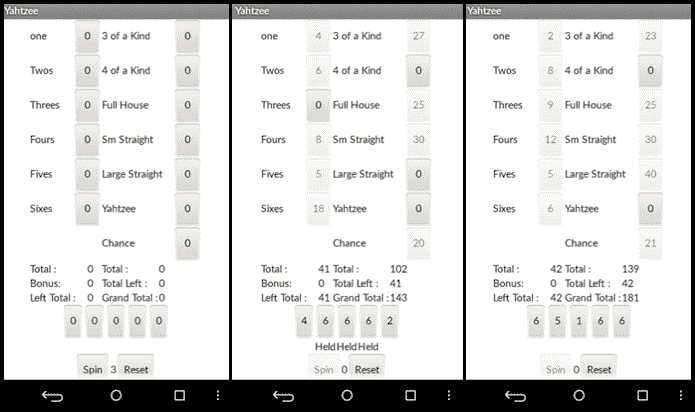 Yahtzee
one 0 3 of a Kind 0
Twos 0 4 of a Kind 0
Threes 0 Full House 0
Fours 0 Sm Straight 0
Fives 0 Large Straight 0
Sixes 0 Yahtzee 0
Chance 0
Total : 0 Total : 0
Bonus: 0 Total Left : 0
Left Total : 0 Grand Total :0
0 0 0 0 0
Spin 3 Reset
Yahtzee
one 4 3 of a Kind 27
Twos 6 4 of a Kind 0
Threes 0 Full House 25
Fours 8 Sm Straight 30
Fives 5 Large Straight 0
Sixes 18 Yahtzee 0
Chance 20
Total : 41 Total : 102
Bonus: 0 Total Left : 41
Left Total : 41 Grand Total :143
4 6 6 6 2
HeldHeldHeld
Spin 0 Reset
Yahtzee
one 2 3 of a Kind 23
Twos 8 4 of a Kind 0
Threes 9 Full House 25
Fours 12 Sm Straight 30
Fives 5 Large Straight 40
Sixes 6 Yahtzee 0
Chance 21
Total : 42 Total : 139
Bonus: 0 Total Left : 42
Left Total : 42 Grand Total :181
6 5 1 6 6
Spin 0 Reset